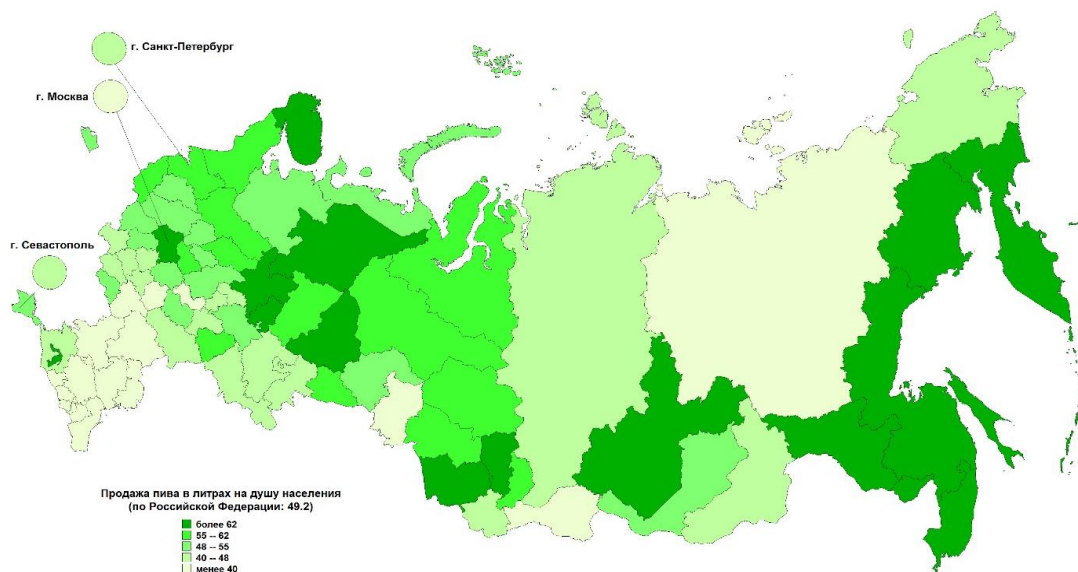 г. Санкт-Петербург
г. Москва
г. Севастополь
Продажа пива в литрах на душу населения
(по Российской Федерации: 49.2)
более 62
55 -- 62
48 -- 55
40 -- 48
менее 40